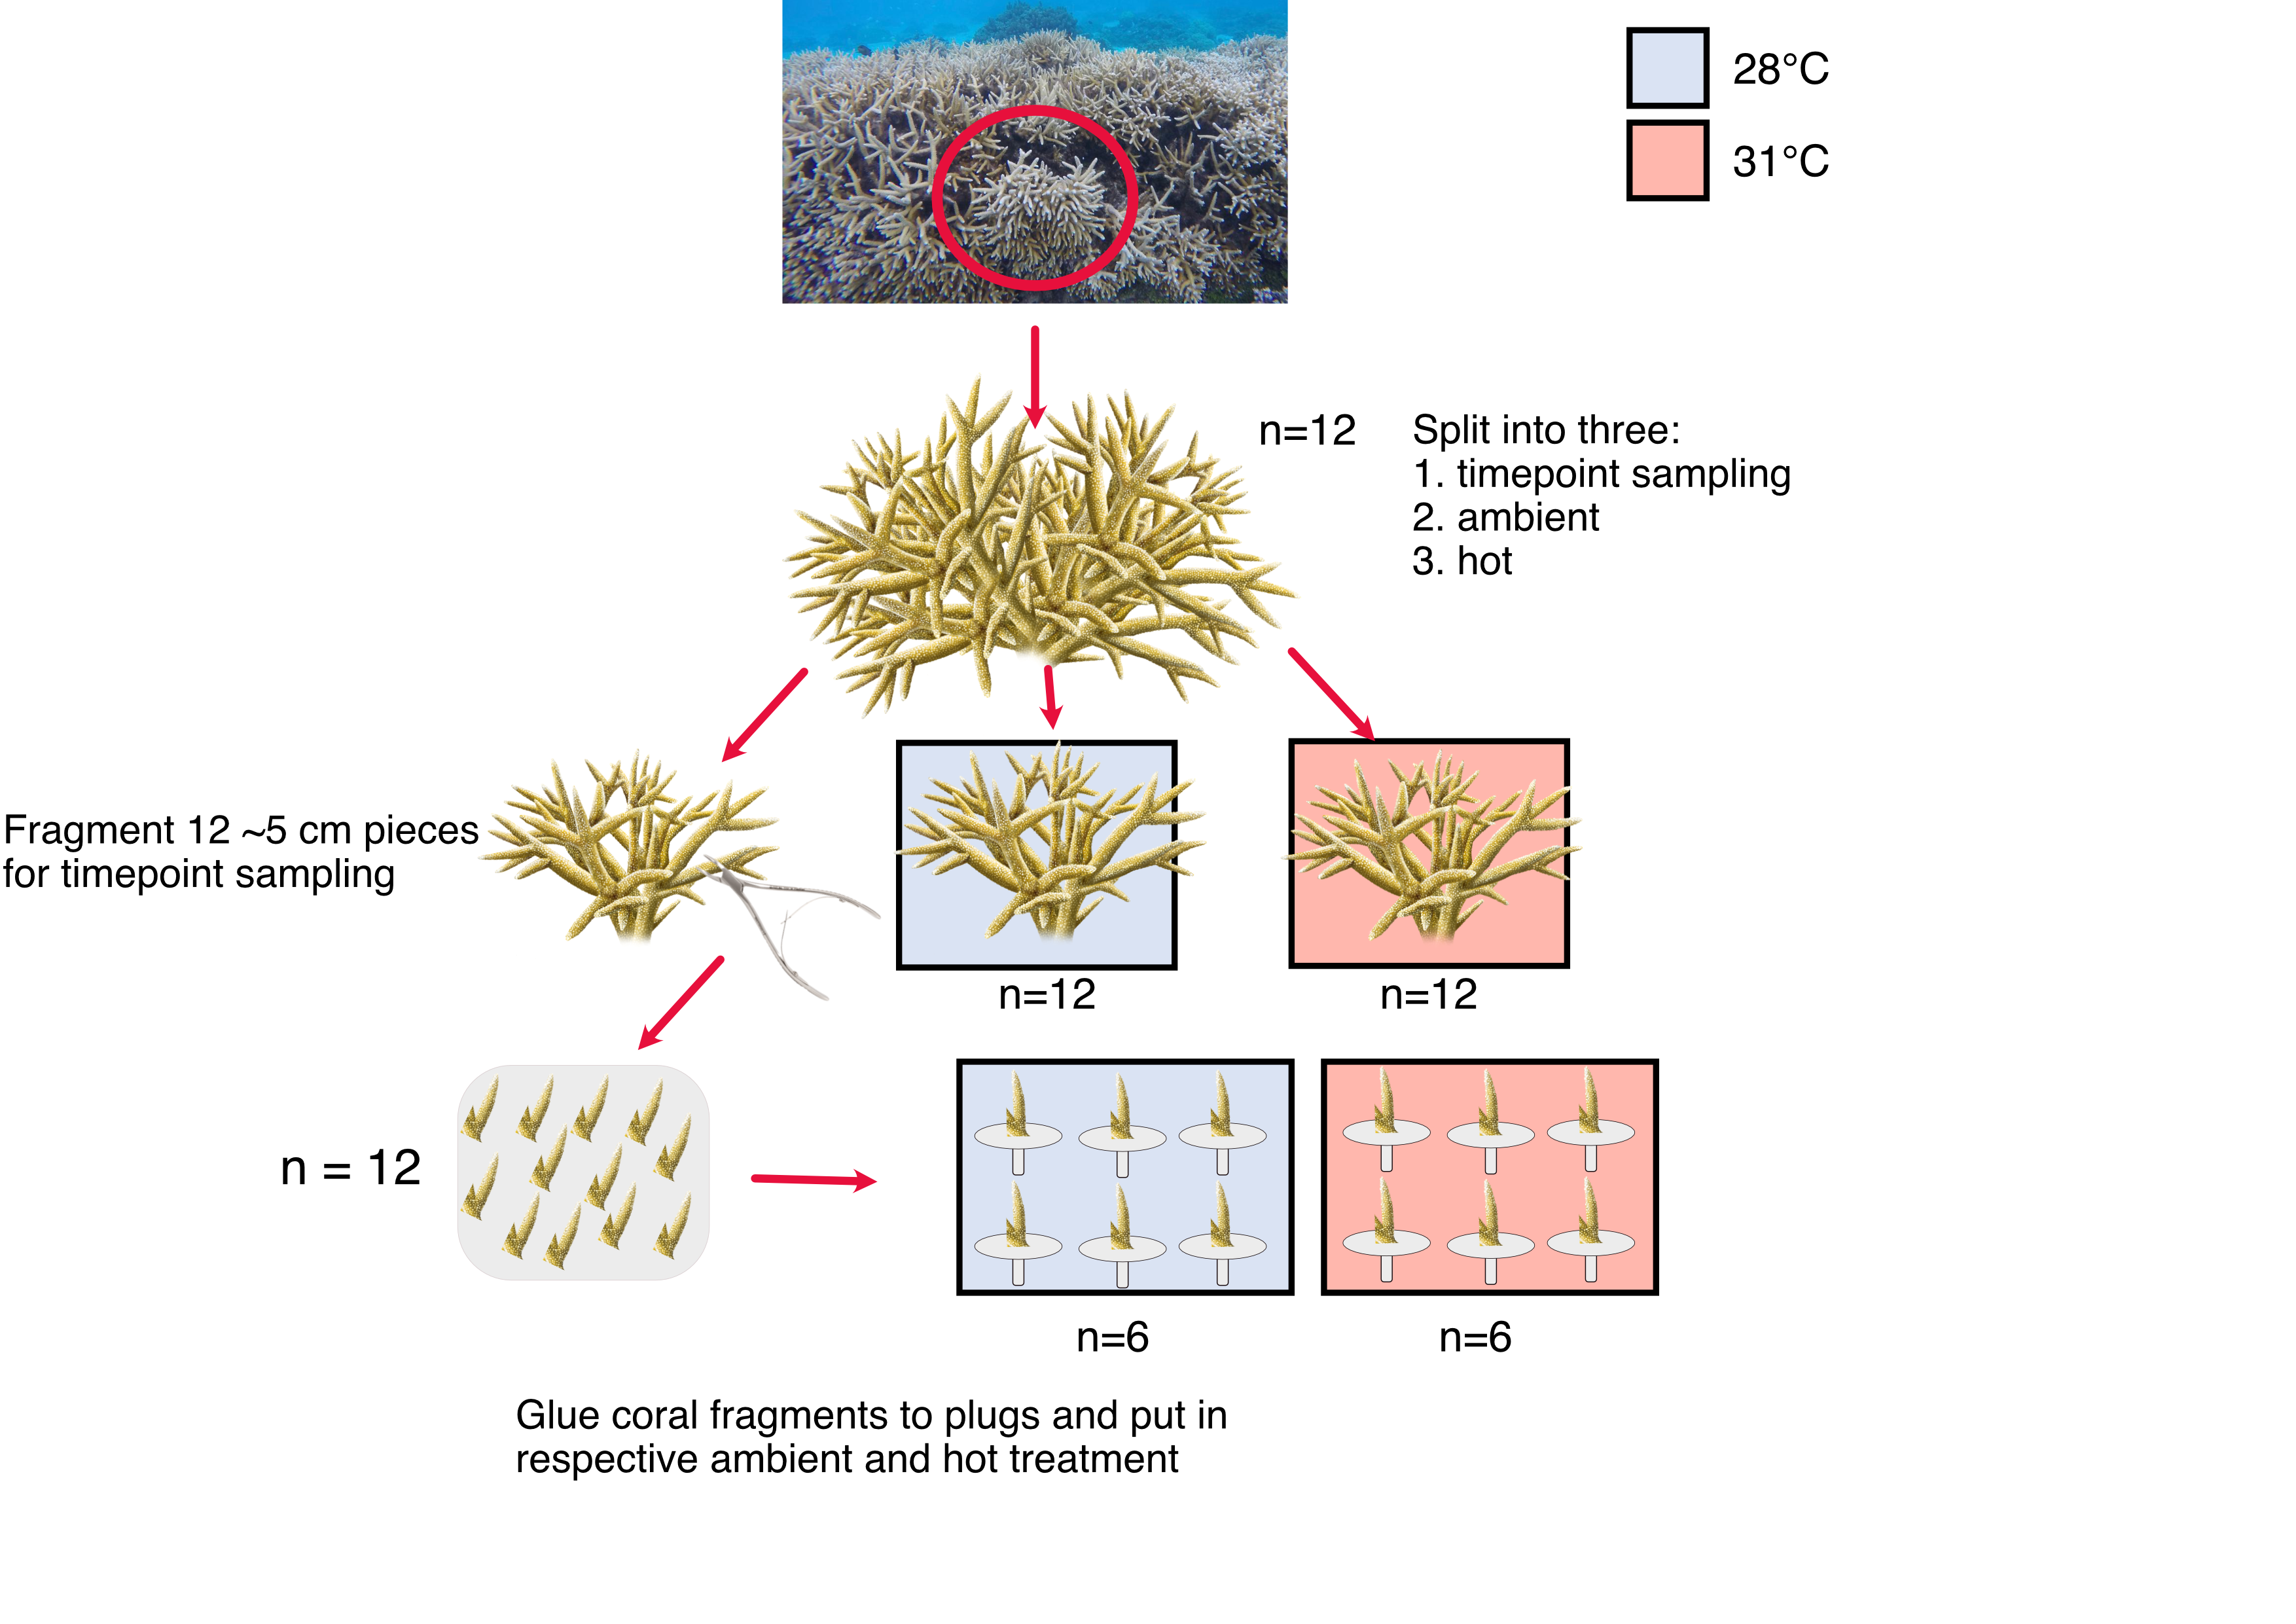 28°C
31°C
n=12
Split into three:
1. timepoint sampling
2. ambient
3. hot
Fragment 12 ~5 cm pieces
for timepoint sampling
n=12
n=12
n = 12
n=6
n=6
Glue coral fragments to plugs and put in
respective ambient and hot treatment